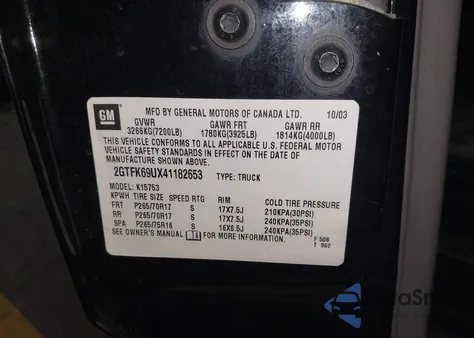 GM
MFD BY GENERAL MOTORS OF CANADA LTD. 10/03
GVWR GAWR FRT GAWR RR
3266KG(7200LB) 1780KG(3925LB) 1814KG(4000LB)
THIS VEHICLE CONFORMS TO ALL APPLICABLE U.S. FEDERAL MOTOR
VEHICLE SAFETY STANDARDS IN EFFECT ON THE DATE OF
MANUFACTURE SHOWN ABOVE.
2GTFK69UX41182653 TYPE: TRUCK
MODEL: K15753
KPWH TIRE SIZE SPEED RTG RIM COLD TIRE PRESSURE
FRT P265/70R17 S 17X7.5J 210KPA(30PSI)
RR P265/70R17 S 17X7.5J 240KPA(35PSI)
SPA P265/75R16 S 16X6.5J 240KPA(35PSI)
SEE OWNER'S MANUAL FOR MORE INFORMATION. F 508
T 962